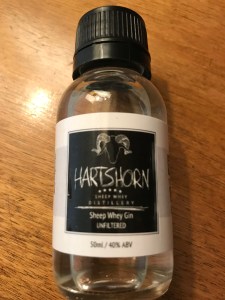 HARTSHORN
SHEEP WHEY
DISTILLERY
Sheep Whey Gin
UNFILTERED
50ml / 40% ABV